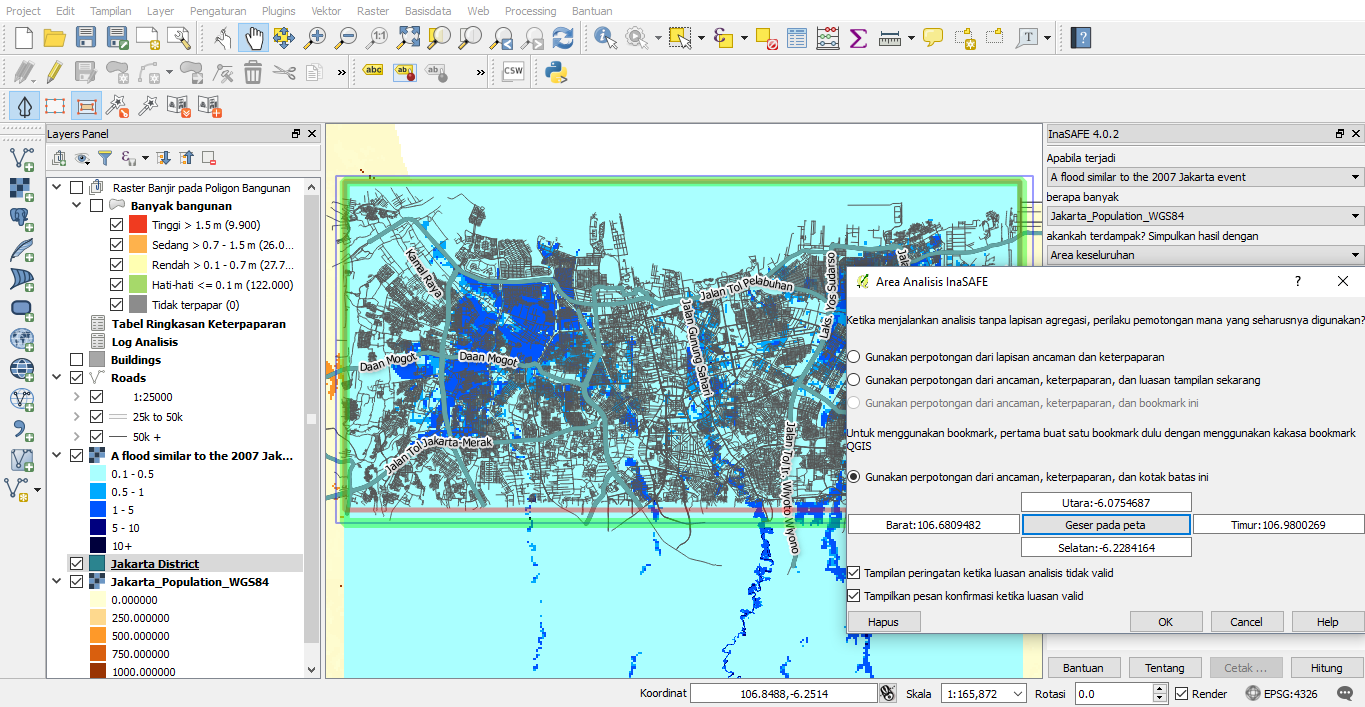 Project Edit Tampilan Layer Pengaturan Plugins Vektor Raster Basisdata Web Processing Bantuan
1:1
ε
Σ
T
?
abc
ab
ab
CSW
Layers Panel
Raster Banjir pada Poligon Bangunan
Banyak bangunan
Tinggi > 1.5 m (9.900)
Sedang > 0.7 - 1.5 m (26.0...
Rendah > 0.1 - 0.7 m (27.7...
Hati-hati <= 0.1 m (122.000)
Tidak terpapar (0)
Tabel Ringkasan Keterpaparan
Log Analisis
Buildings
Roads
1:25000
25k to 50k
50k +
A flood similar to the 2007 Jak...
0.1 - 0.5
0.5 - 1
1 - 5
5 - 10
10+
Jakarta District
Jakarta_Population_WGS84
0.000000
250.000000
500.000000
750.000000
1000.000000
Kamal Raya
Daan Mogot
Daan Mogot
Jalan Tol Jakarta-Merak
Jalan Gunung Sahari
Jalan Tol Pelabuhan
Laks. Yos Sudarso
Jala
Jalan Tol Ir. Wiyoto Wiyono
InaSAFE 4.0.2
Apabila terjadi
A flood similar to the 2007 Jakarta event
berapa banyak
Jakarta_Population_WGS84
akankah terdampak? Simpulkan hasil dengan
Area keseluruhan
Area Analisis InaSAFE
?
Ketika menjalankan analisis tanpa lapisan agregasi, perilaku pemotongan mana yang seharusnya digunakan?
Gunakan perpotongan dari lapisan ancaman dan keterpaparan
Gunakan perpotongan dari ancaman, keterpaparan, dan luasan tampilan sekarang
Gunakan perpotongan dari ancaman, keterpaparan, dan bookmark ini
Untuk menggunakan bookmark, pertama buat satu bookmark dulu dengan menggunakan kakasa bookmark
QGIS
Gunakan perpotongan dari ancaman, keterpaparan, dan kotak batas ini
Utara:-6.0754687
Barat:106.6809482
Geser pada peta
Timur:106.9800269
Selatan:-6.2284164
Tampilan peringatan ketika luasan analisis tidak valid
Tampilkan pesan konfirmasi ketika luasan valid
Hapus OK Cancel Help
Bantuan Tentang Cetak ... Hitung
Koordinat 106.8488,-6.2514 Skala 1:165,872 Rotasi 0.0 Render EPSG:4326